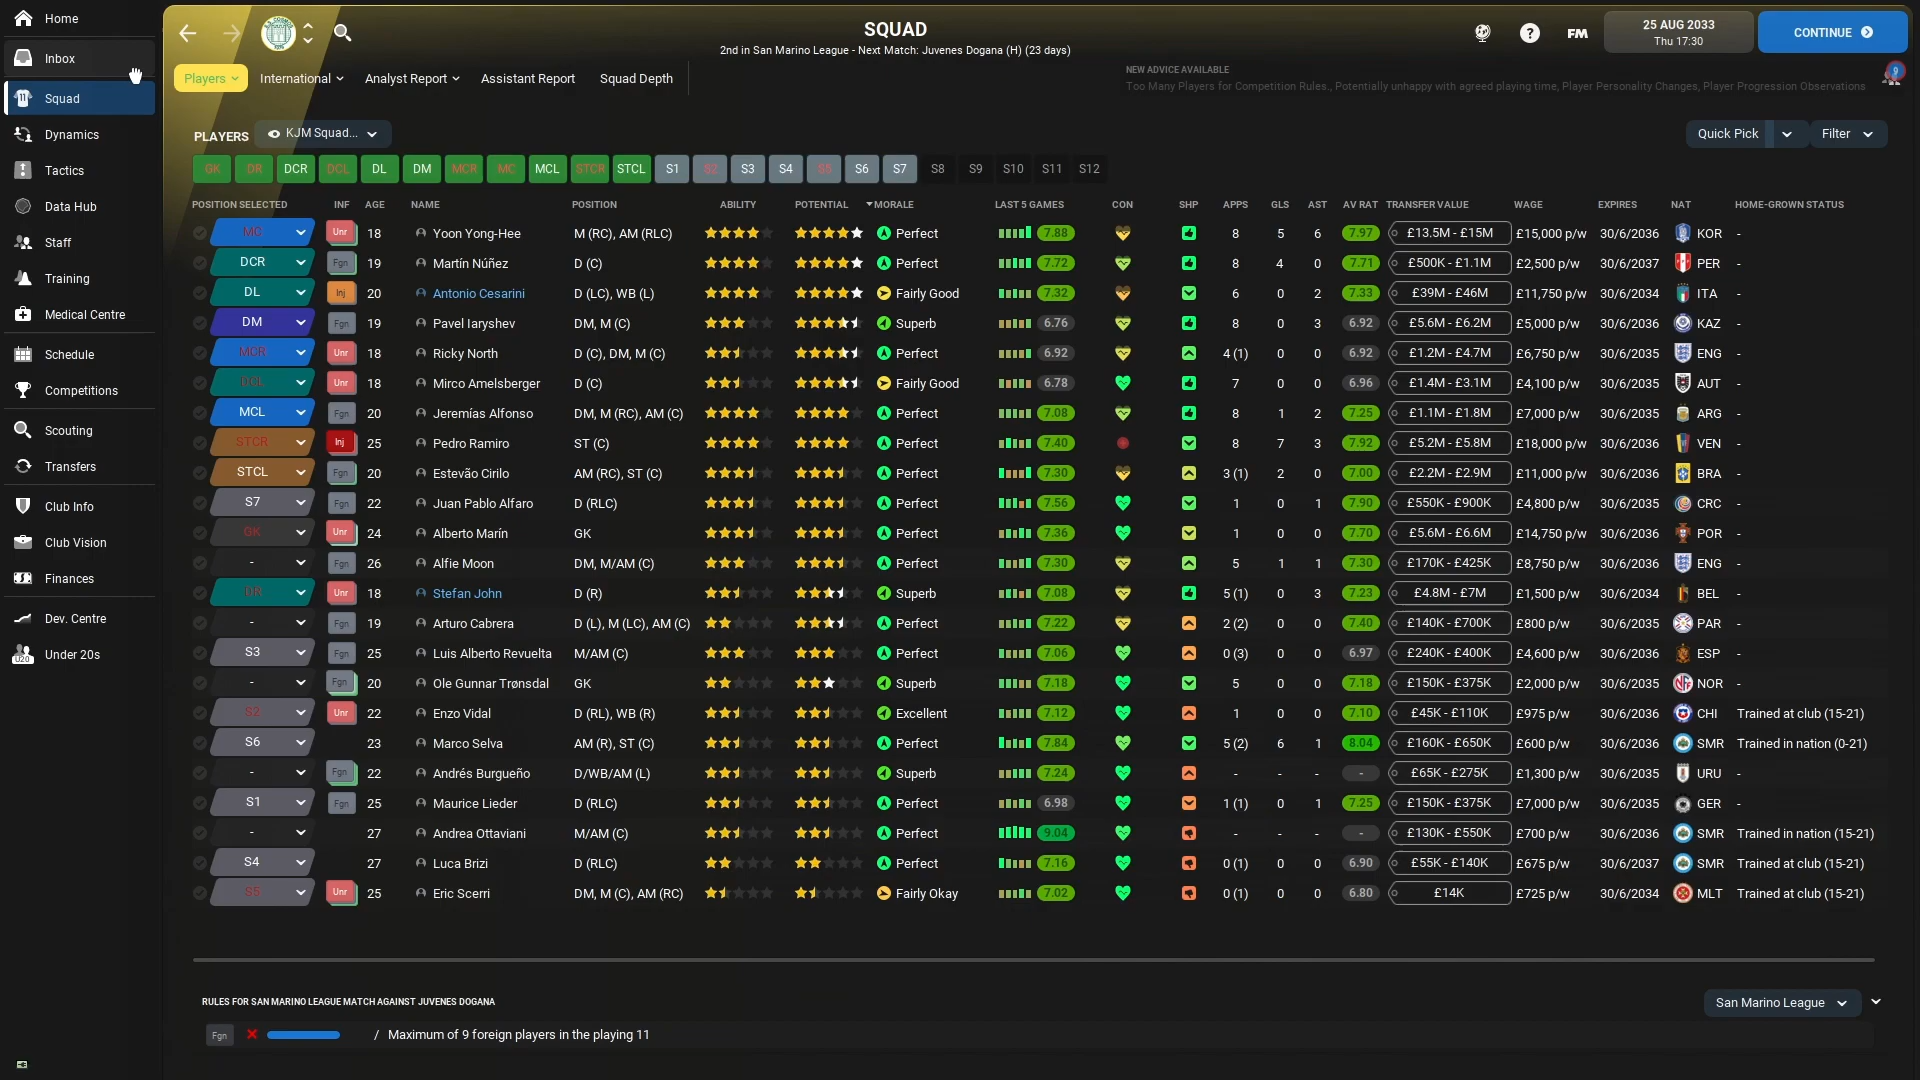 Home
Inbox
Squad
Dynamics
Tactics
Data Hub
Staff
Training
Medical Centre
Schedule
Competitions
Scouting
Transfers
Club Info
Club Vision
Finances
Dev. Centre
Under 20s
SQUAD
2nd in San Marino League - Next Match: Juvenes Dogana (H) (23 days)
FM
25 AUG 2033
Thu 17:30
CONTINUE
Players International Analyst Report Assistant Report Squad Depth
NEW ADVICE AVAILABLE
Too Many Players for Competition Rules., Potentially unhappy with agreed playing time, Player Personality Changes, Player Progression Observations
9
PLAYERS KJM Squad... Quick Pick Filter
GK DR DCR DCL DL DM MCR MC MCL STCR STCL S1 S2 S3 S4 S5 S6 S7 S8 S9 S10 S11 S12
POSITION SELECTED INF AGE NAME POSITION ABILITY POTENTIAL MORALE LAST 5 GAMES CON SHP APPS GLS AST AV RAT TRANSFER VALUE WAGE EXPIRES NAT HOME-GROWN STATUS
MC Unr 18 Yoon Yong-Hee M (RC), AM (RLC) Perfect 7.88 8 5 6 7.97 £13.5M - £15M £15,000 p/w 30/6/2036 KOR -
DCR Fgn 19 Martín Núñez D (C) Perfect 7.72 8 4 0 7.71 £500K - £1.1M £2,500 p/w 30/6/2037 PER -
DL Inj 20 Antonio Cesarini D (LC), WB (L) Fairly Good 7.32 6 0 2 7.33 £39M - £46M £11,750 p/w 30/6/2034 ITA -
DM Fgn 19 Pavel Iaryshev DM, M (C) Superb 6.76 8 0 3 6.92 £5.6M - £6.2M £5,000 p/w 30/6/2036 KAZ -
MCR Unr 18 Ricky North D (C), DM, M (C) Perfect 6.92 4 (1) 0 0 6.92 £1.2M - £4.7M £6,750 p/w 30/6/2035 ENG -
DCL Unr 18 Mirco Amelsberger D (C) Fairly Good 6.78 7 0 0 6.96 £1.4M - £3.1M £4,100 p/w 30/6/2035 AUT -
MCL Fgn 20 Jeremías Alfonso DM, M (RC), AM (C) Perfect 7.08 8 1 2 7.25 £1.1M - £1.8M £7,000 p/w 30/6/2035 ARG -
STCR Inj 25 Pedro Ramiro ST (C) Perfect 7.40 8 7 3 7.92 £5.2M - £5.8M £18,000 p/w 30/6/2036 VEN -
STCL Fgn 20 Estevão Cirilo AM (RC), ST (C) Perfect 7.30 3 (1) 2 0 7.00 £2.2M - £2.9M £11,000 p/w 30/6/2036 BRA -
S7 Fgn 22 Juan Pablo Alfaro D (RLC) Perfect 7.56 1 0 1 7.90 £550K - £900K £4,800 p/w 30/6/2035 CRC -
GK Unr 24 Alberto Marín GK Perfect 7.36 1 0 0 7.70 £5.6M - £6.6M £14,750 p/w 30/6/2036 POR -
- Fgn 26 Alfie Moon DM, M/AM (C) Perfect 7.30 5 1 1 7.30 £170K - £425K £8,750 p/w 30/6/2036 ENG -
DR Unr 18 Stefan John D (R) Superb 7.08 5 (1) 0 3 7.23 £4.8M - £7M £1,500 p/w 30/6/2034 BEL -
- Fgn 19 Arturo Cabrera D (L), M (LC), AM (C) Perfect 7.22 2 (2) 0 0 7.40 £140K - £700K £800 p/w 30/6/2036 PAR -
S3 Fgn 25 Luis Alberto Revuelta M/AM (C) Perfect 7.06 0 (3) 0 0 6.97 £240K - £400K £4,600 p/w 30/6/2035 ESP -
- Fgn 20 Ole Gunnar Trønsdal GK Superb 7.18 5 0 0 7.18 £150K - £375K £2,000 p/w 30/6/2035 NOR -
S2 Unr 22 Enzo Vidal D (RL), WB (R) Excellent 7.12 1 0 0 7.10 £45K - £110K £975 p/w 30/6/2036 CHI Trained at club (15-21)
S6 23 Marco Selva AM (R), ST (C) Perfect 7.84 5 (2) 6 1 8.04 £160K - £650K £600 p/w 30/6/2036 SMR Trained in nation (0-21)
- Fgn 22 Andrés Burgueño D/WB/AM (L) Superb 7.24 - - - - £65K - £275K £1,300 p/w 30/6/2035 URU -
S1 Fgn 25 Maurice Lieder D (RLC) Perfect 6.98 1 (1) 0 1 7.25 £150K - £375K £7,000 p/w 30/6/2035 GER -
- 27 Andrea Ottaviani M/AM (C) Perfect 9.04 - - - - £130K - £550K £700 p/w 30/6/2036 SMR Trained in nation (15-21)
S4 27 Luca Brizi D (RLC) Perfect 7.16 0 (1) 0 0 6.90 £55K - £140K £675 p/w 30/6/2037 SMR Trained at club (15-21)
S5 Unr 25 Eric Scerri DM, M (C), AM (RC) Fairly Okay 7.02 0 (1) 0 0 6.80 £14K £725 p/w 30/6/2034 MLT Trained at club (15-21)
RULES FOR SAN MARINO LEAGUE MATCH AGAINST JUVENES DOGANA San Marino League
Fgn / Maximum of 9 foreign players in the playing 11